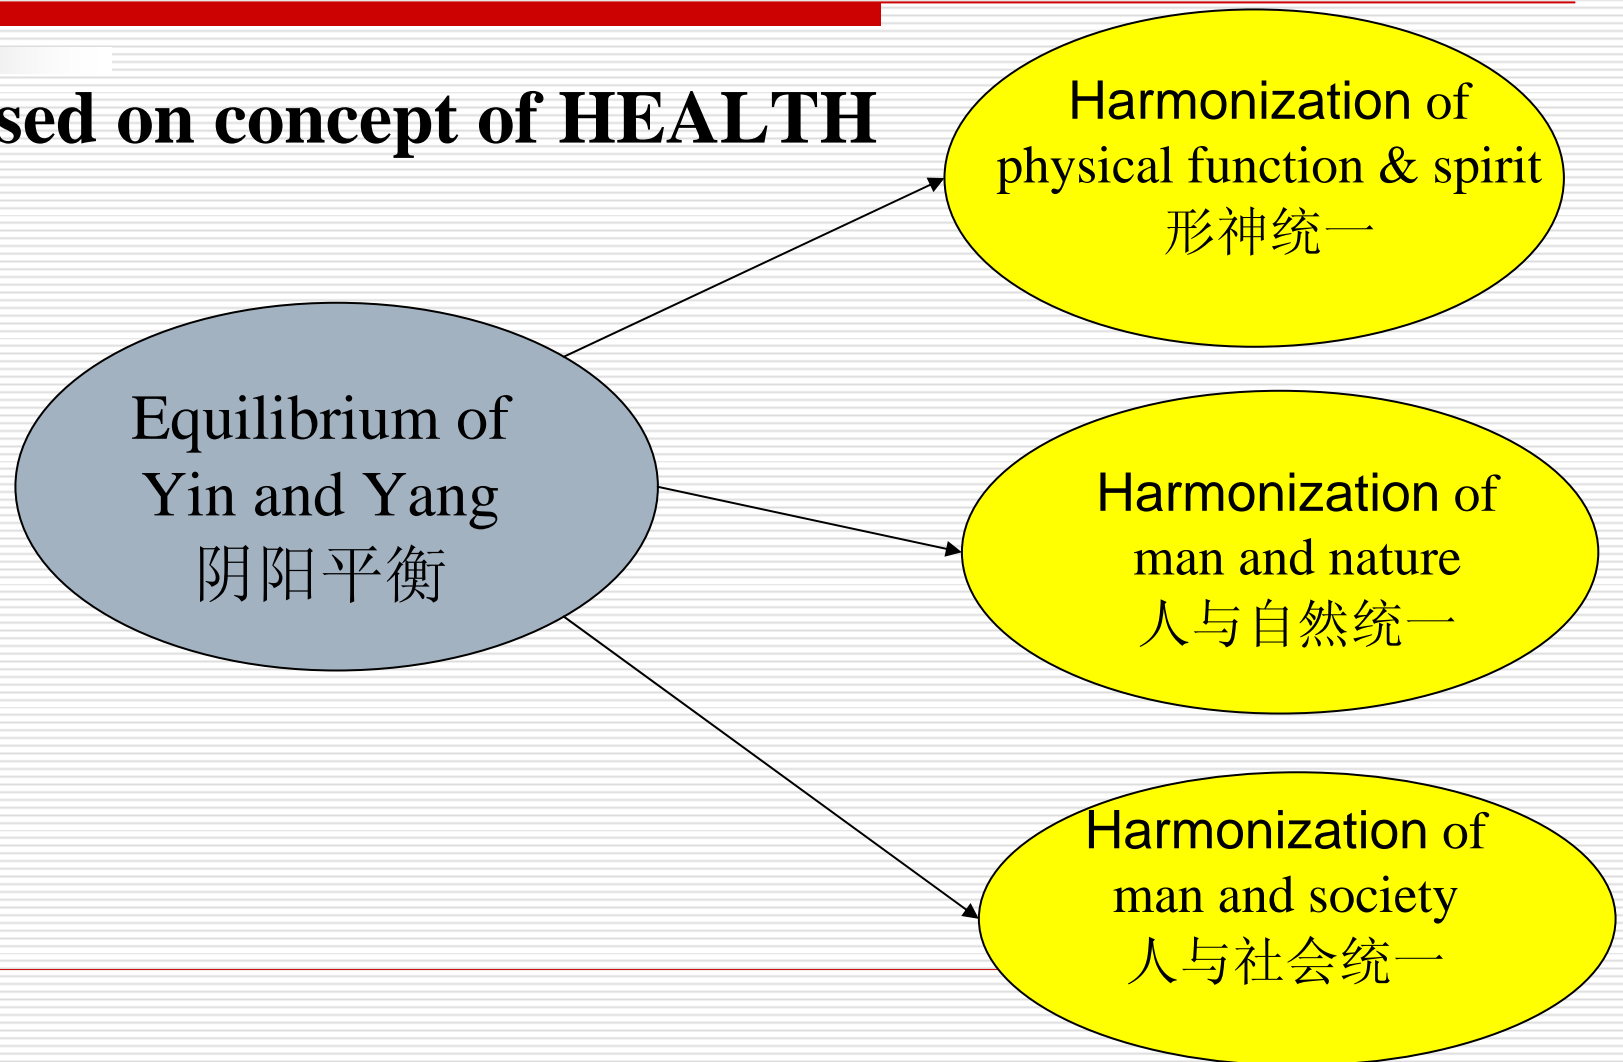 sed on concept of HEALTH
Harmonization of
physical function & spirit
形神统一
Equilibrium of
Yin and Yang
阴阳平衡
Harmonization of
man and nature
人与自然统一
Harmonization of
man and society
人与社会统一